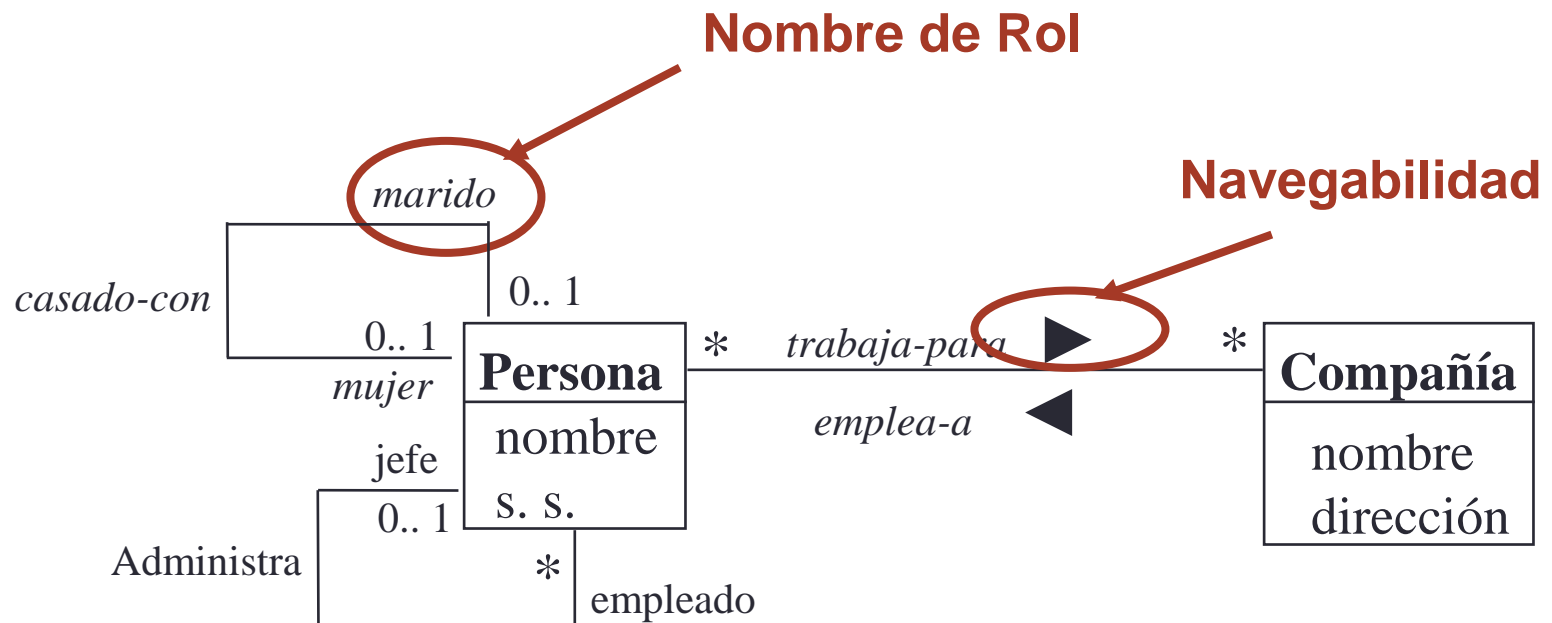 Nombre de Rol
Navegabilidad
marido
casado-con
0.. 1
0.. 1
mujer
Persona
nombre
s. s.
*
trabaja-para
*
emplea-a
Compañía
nombre
dirección
jefe
0.. 1
Administra
*
empleado